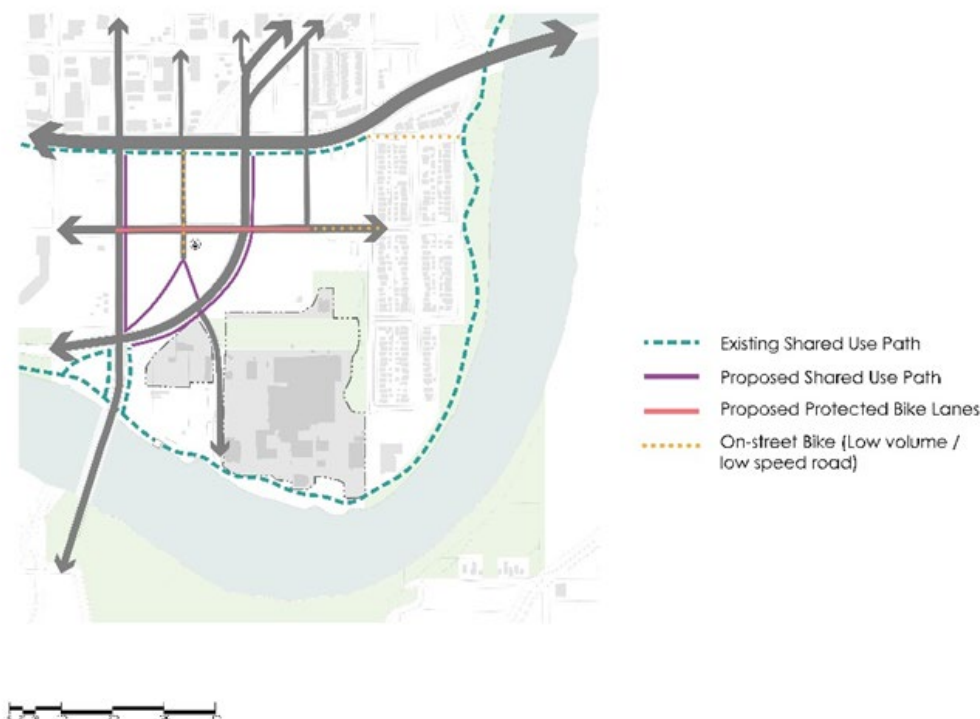 Existing Shared Use Path
Proposed Shared Use Path
Proposed Protected Bike Lanes
On-street Bike (Low volume /
low speed road)